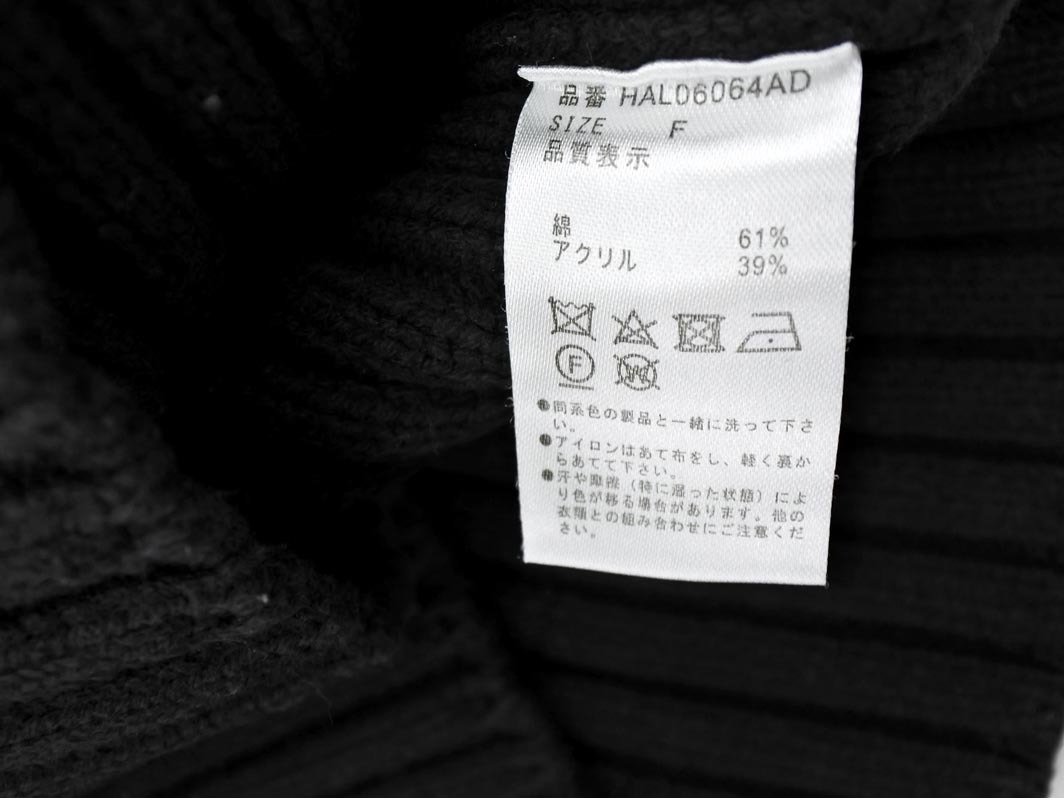 品番 HAL06064AD
SIZE F
品質表示
綿 61%
アクリル 39%
F
W
●同系色の製品と一緒に洗って下さ
い。
●アイロンはあて布をし、軽く裏か
らあてて下さい。
●汗や摩擦（特に湿った状態）によ
り色が移る場合があります。他の
衣類との組み合わせにご注意くだ
さい。